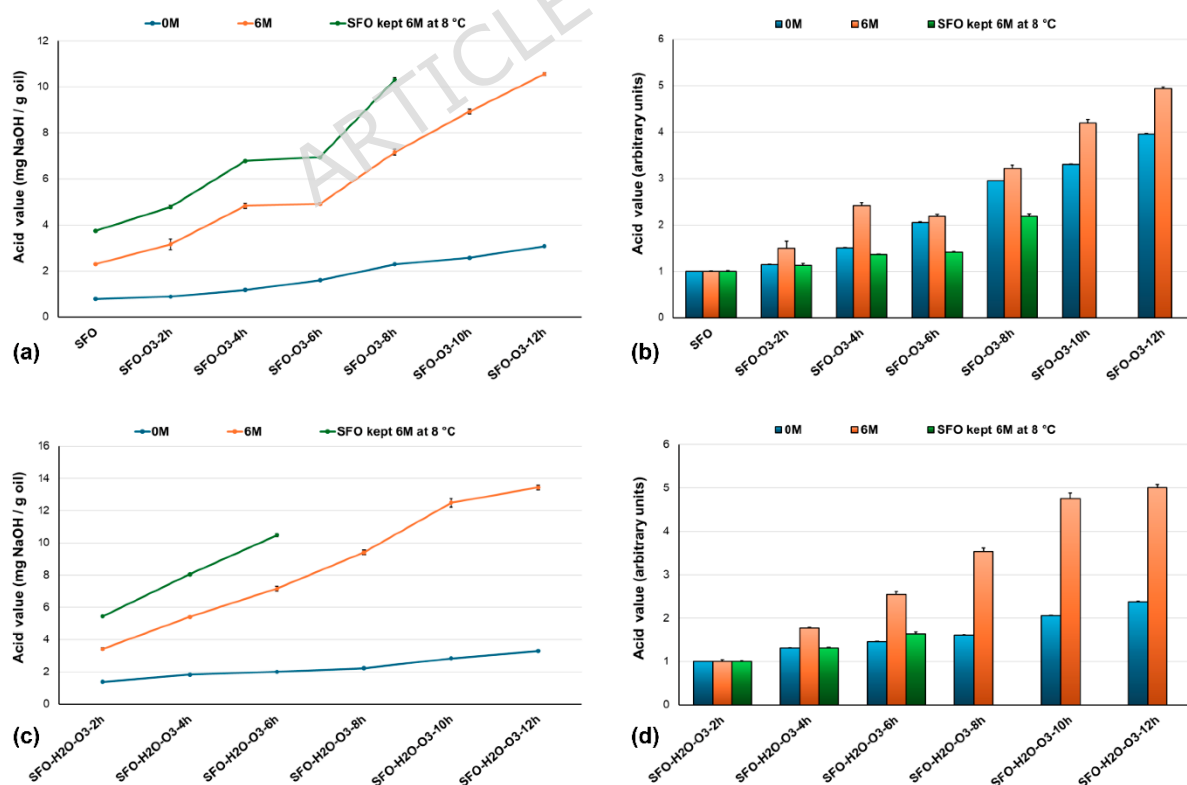 ARTICLE
0M 6M SFO kept 6M at 8 °C
Acid value (mg NaOH / g oil)
12
10
8
6
4
2
0
SFO
SFO-O3-2h
SFO-O3-4h
SFO-O3-6h
SFO-O3-8h
SFO-O3-10h
SFO-O3-12h
(a)
0M 6M SFO kept 6M at 8 °C
Acid value (arbitrary units)
6
5
4
3
2
1
0
SFO
SFO-O3-2h
SFO-O3-4h
SFO-O3-6h
SFO-O3-8h
SFO-O3-10h
SFO-O3-12h
(b)
0M 6M SFO kept 6M at 8 °C
Acid value (mg NaOH / g oil)
16
14
12
10
8
6
4
2
0
SFO-H2O-O3-2h
SFO-H2O-O3-4h
SFO-H2O-O3-6h
SFO-H2O-O3-8h
SFO-H2O-O3-10h
SFO-H2O-O3-12h
(c)
0M 6M SFO kept 6M at 8 °C
Acid value (arbitrary units)
6
5
4
3
2
1
0
SFO-H2O-O3-2h
SFO-H2O-O3-4h
SFO-H2O-O3-6h
SFO-H2O-O3-8h
SFO-H2O-O3-10h
SFO-H2O-O3-12h
(d)